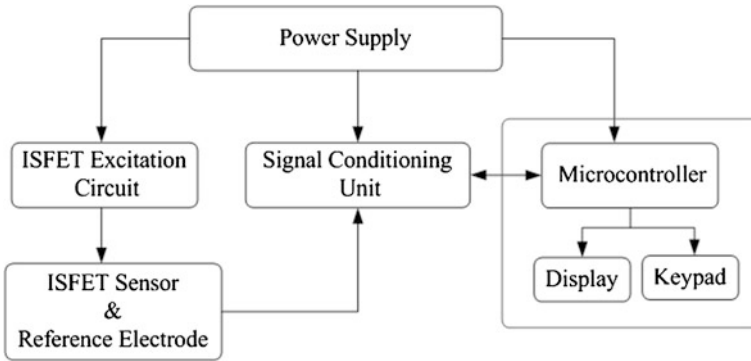 Power Supply
ISFET Excitation
Circuit
Signal Conditioning
Unit
Microcontroller
Display
Keypad
ISFET Sensor
&
Reference Electrode